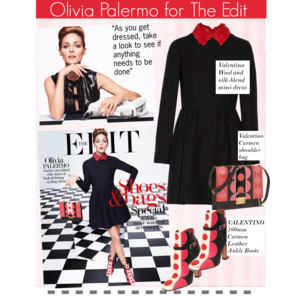 Olivia Palermo for The Edit
"As you get
dressed, take
a look to see if
anything
needs to be
done"
Valentino
Wool and
silk-blend
mini dress
THE
EDIT
Olivia
PALERMO
Valentino
Carmen
shoulder
bag
Shoes
& bags
Special
VALENTINO
100mm
Carmen
Leather
Ankle Boots